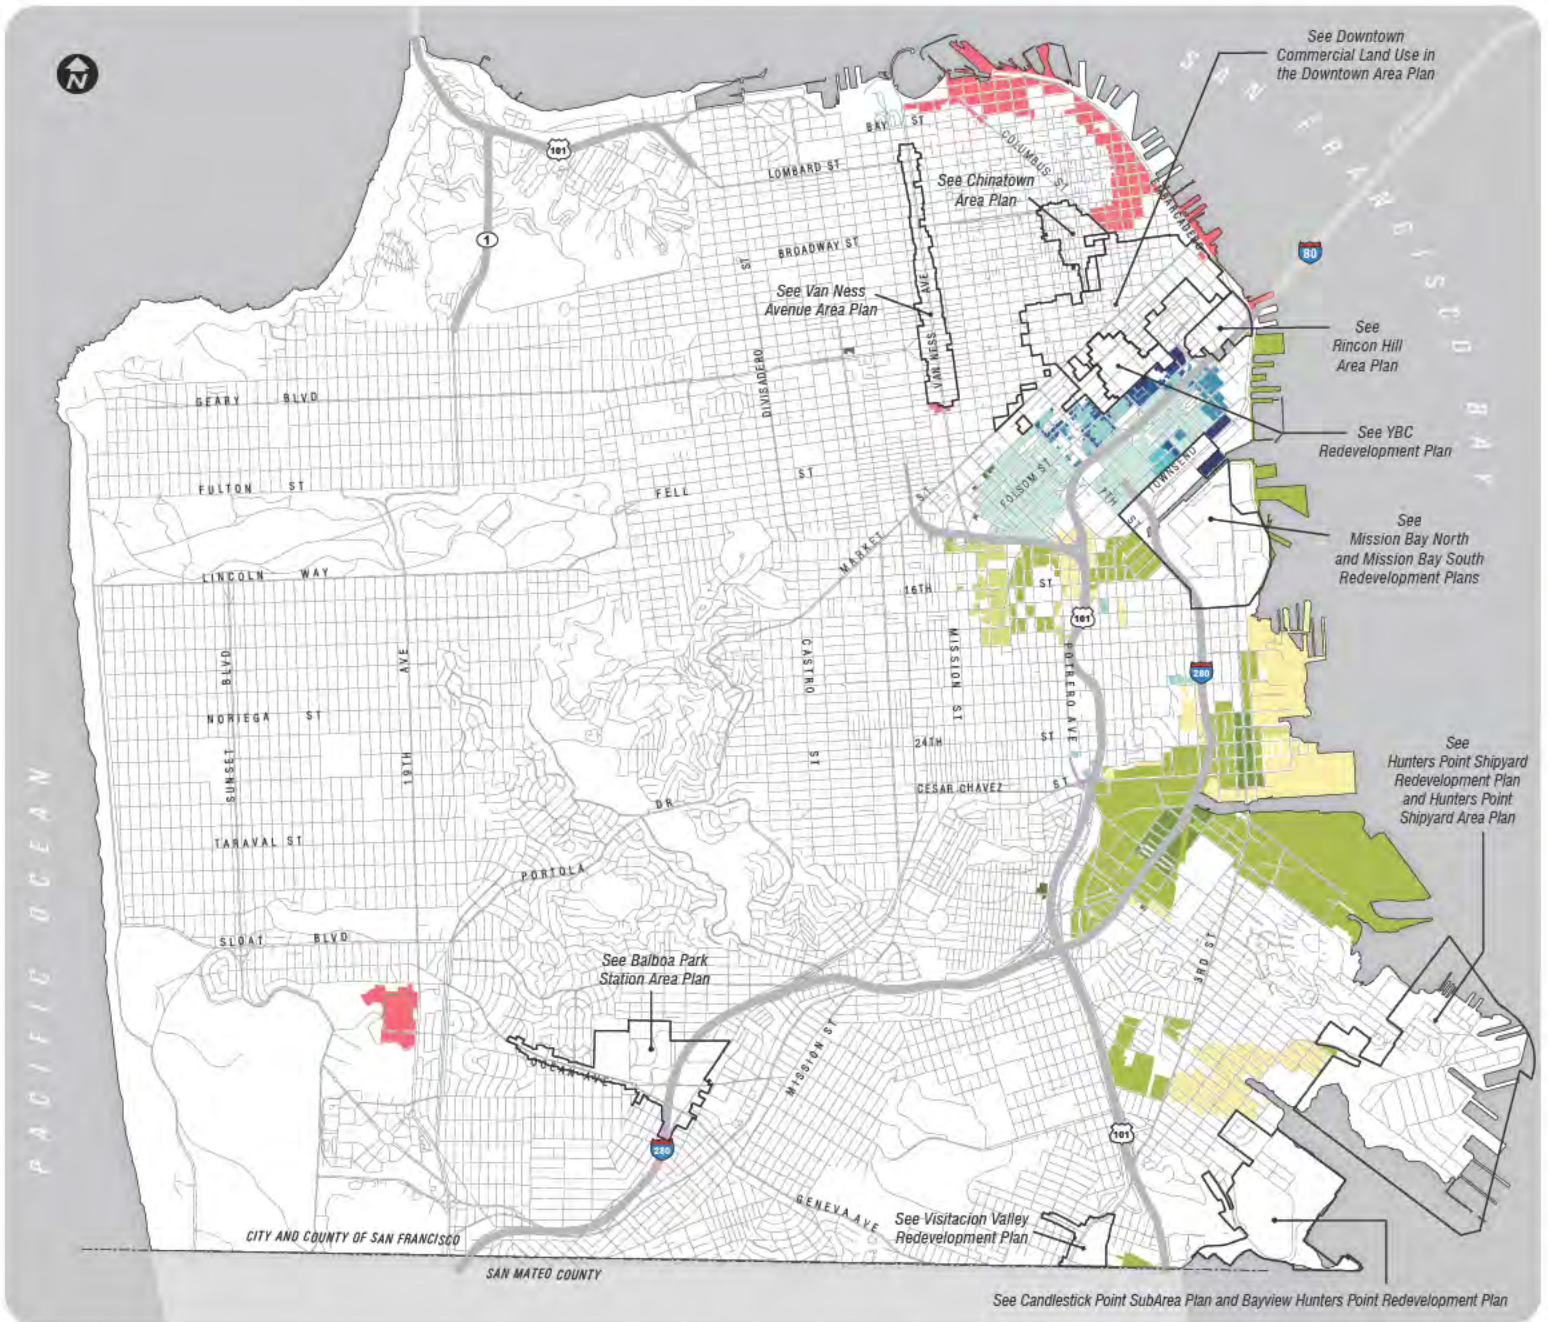 N
See Downtown
Commercial Land Use in
the Downtown Area Plan
SAN FRANCISCO BAY
101
BAY ST
COLUMBUS ST
LOMBARD ST
See Chinatown
Area Plan
EMBARCADERO
1
BROADWAY ST
ST
80
AVE
See Van Ness
Avenue Area Plan
See
Rincon Hill
Area Plan
VAN NESS
DIVISADERO
GEARY BLVD
See YBC
Redevelopment Plan
FULTON ST
FELL
ST
FOLSOM ST
TOWNSEND
7TH
ST
ST
See
Mission Bay North
and Mission Bay South
Redevelopment Plans
MARKET
LINCOLN WAY
16TH
ST
101
BLVD
AVE
CASTRO
MISSION ST
POTRERO AVE
280
NORIEGA ST
24TH
ST
ST
SUNSET
19TH
See
Hunters Point Shipyard
Redevelopment Plan
and Hunters Point
Shipyard Area Plan
CESAR CHAVEZ
ST
DR
TARAVAL ST
PORTOLA
PACIFIC OCEAN
SLOAT BLVD
3RD ST
See Balboa Park
Station Area Plan
OCEAN AVE
MISSION ST
280
101
GENEVA AVE
See Visitacion Valley
Redevelopment Plan
CITY AND COUNTY OF SAN FRANCISCO
SAN MATEO COUNTY
See Candlestick Point SubArea Plan and Bayview Hunters Point Redevelopment Plan